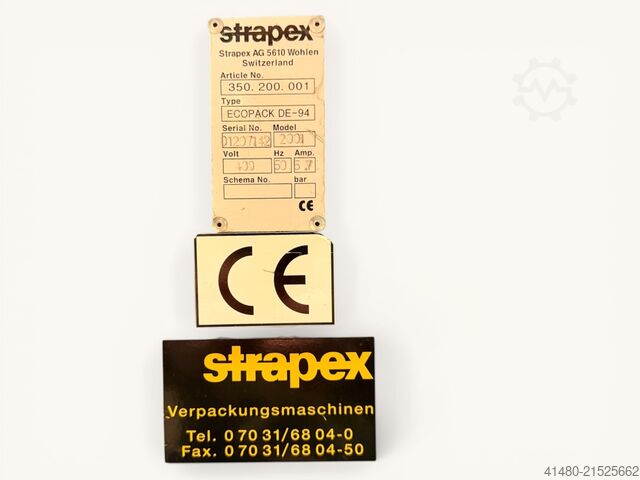 strapex
Strapex AG 5610 Wohlen
Switzerland
Article No.
350. 200. 001
Type
ECOPACK DE-94
Serial No. Model
2001
Volt Hz Amp.
400 50 5.7
Schema No. bar
CE
CE
strapex
Verpackungsmaschinen
Tel. 0 70 31/68 04-0
Fax. 0 70 31/68 04-50
41480-21525662